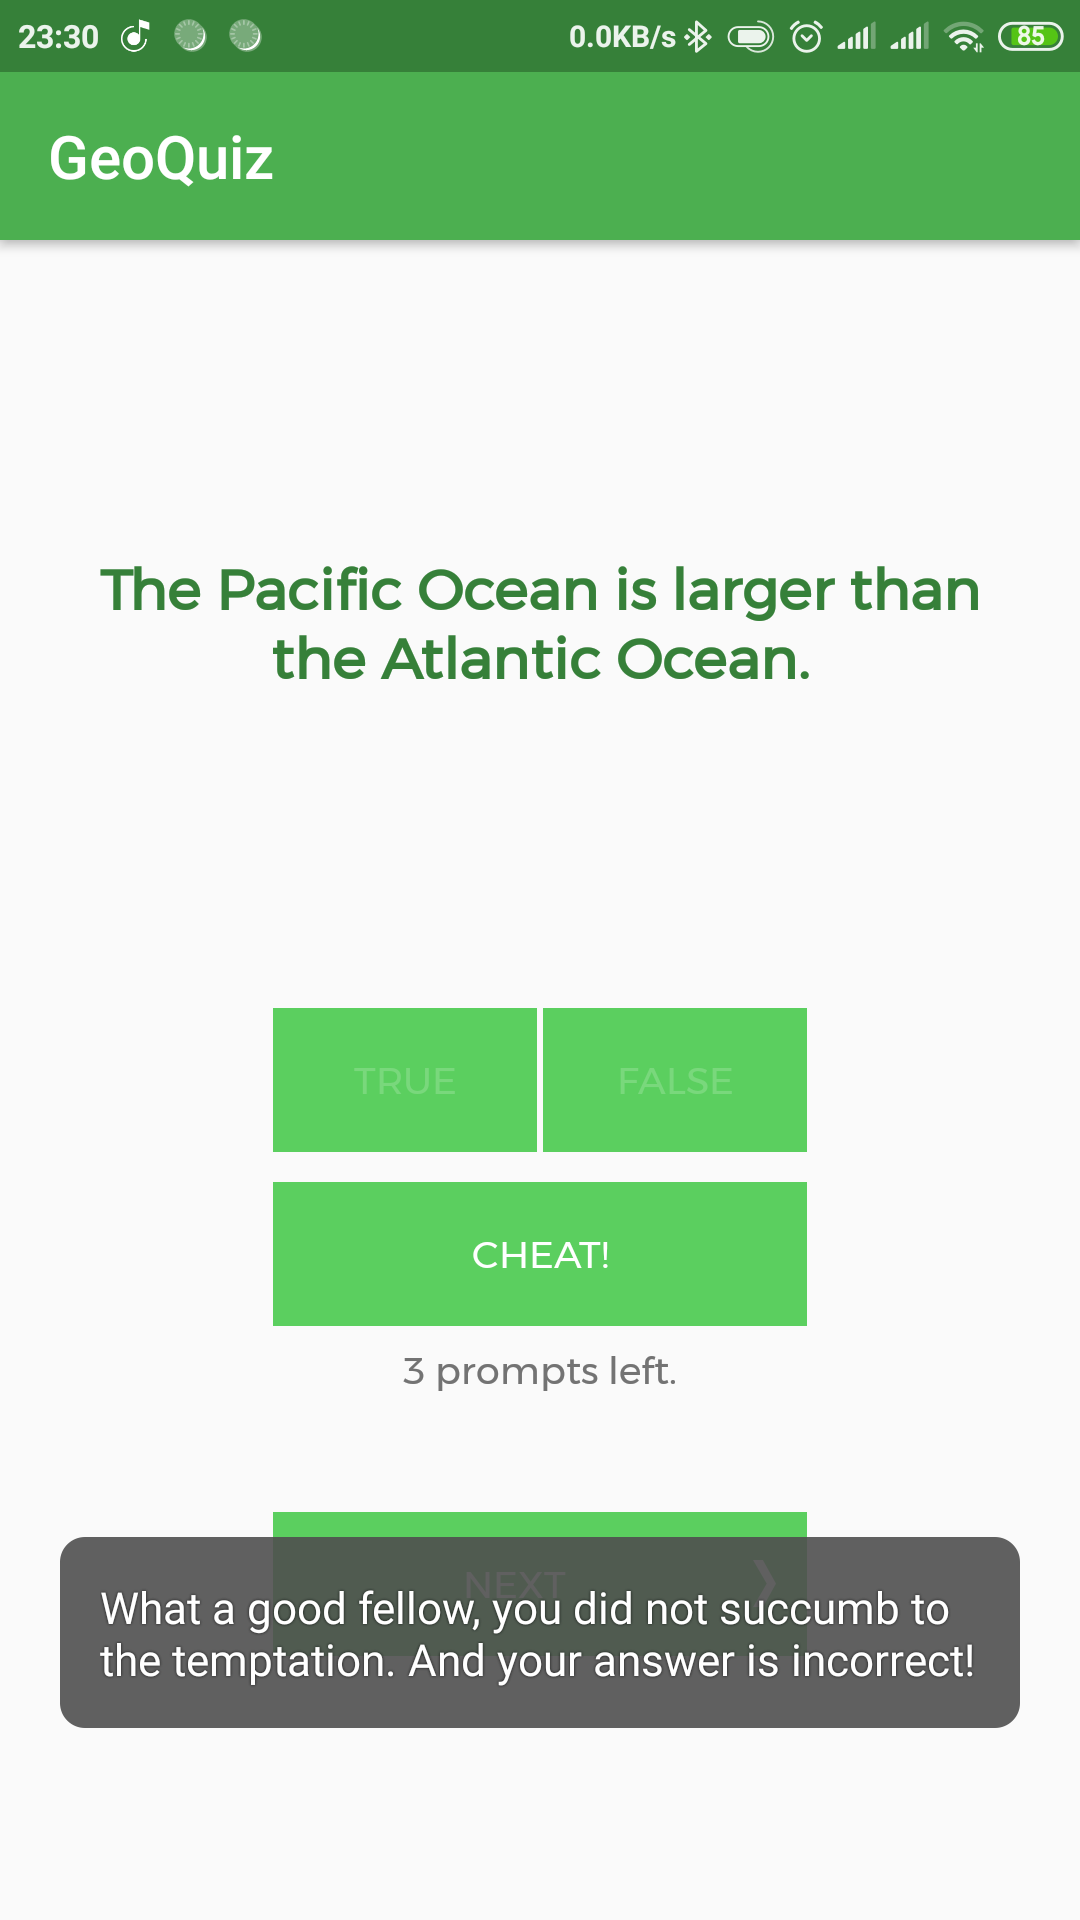 23:30 0.0KB/s 85
GeoQuiz
The Pacific Ocean is larger than
the Atlantic Ocean.
TRUE FALSE
CHEAT!
3 prompts left.
NEXT
What a good fellow, you did not succumb to
the temptation. And your answer is incorrect!